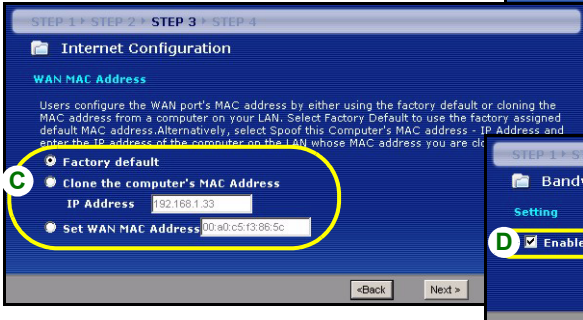 STEP 1 STEP 2 STEP 3 STEP 4
Internet Configuration
WAN MAC Address
Users configure the WAN port's MAC address by either using the factory default or cloning the
MAC address from a computer on your LAN. Select Factory Default to use the factory assigned
default MAC address.Alternatively, select Spoof this Computer's MAC address - IP Address and
enter the IP address of the computer on the LAN whose MAC address you are
C
Factory default
Clone the computer's MAC Address
IP Address 192.168.1.33
Set WAN MAC Address 00:a0:c5:f3:86:5c
<Back Next >
STEP 1
Setting
D